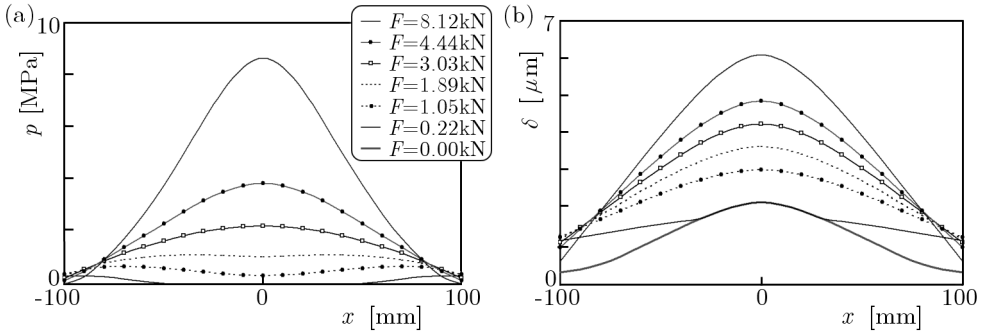 (a)
10
p [MPa]
0
-100
0
100
x [mm]
F=8.12kN
F=4.44kN
F=3.03kN
F=1.89kN
F=1.05kN
F=0.22kN
F=0.00kN
(b)
7
δ [μm]
0
-100
0
100
x [mm]